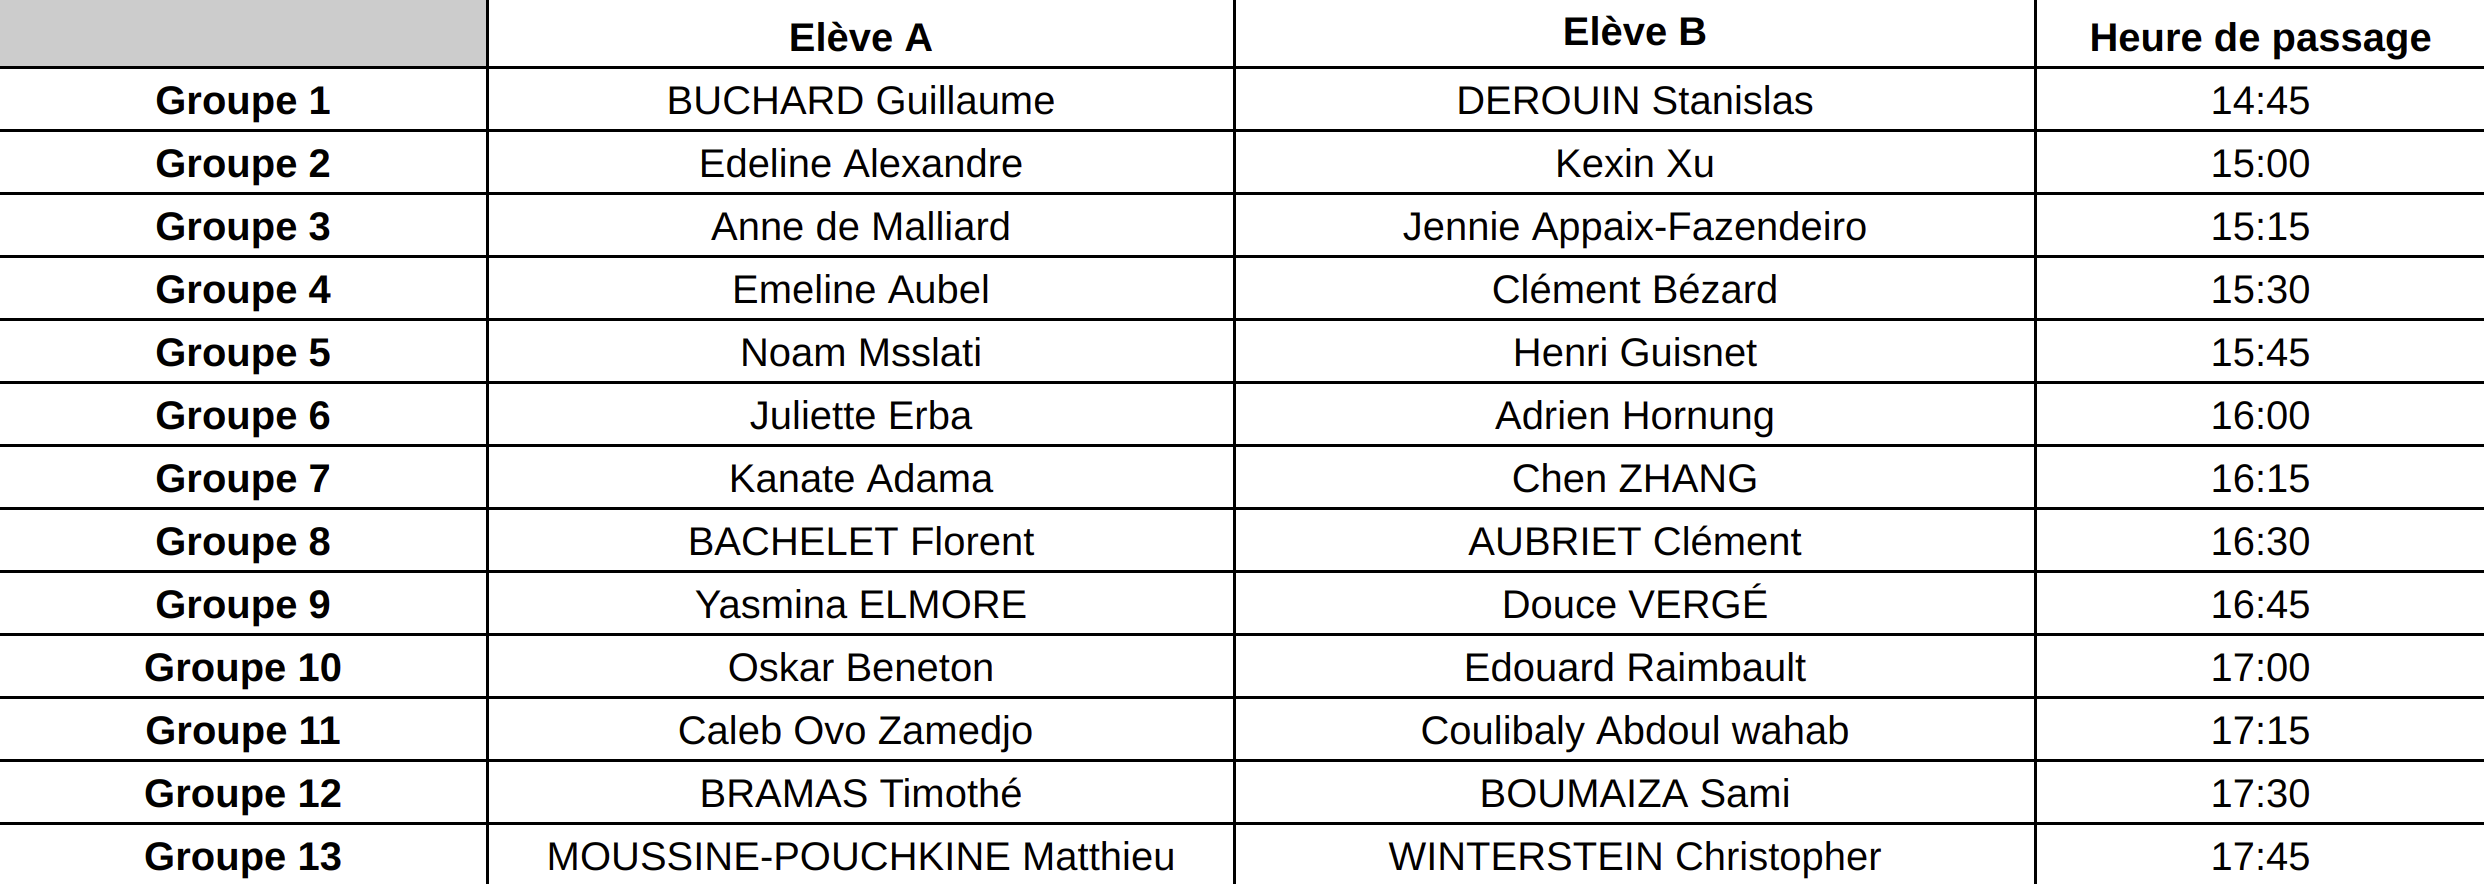 Elève A Elève B Heure de passage
Groupe 1 BUCHARD Guillaume DEROUIN Stanislas 14:45
Groupe 2 Edeline Alexandre Kexin Xu 15:00
Groupe 3 Anne de Malliard Jennie Appaix-Fazendeiro 15:15
Groupe 4 Emeline Aubel Clément Bézard 15:30
Groupe 5 Noam Msslati Henri Guisnet 15:45
Groupe 6 Juliette Erba Adrien Hornung 16:00
Groupe 7 Kanate Adama Chen ZHANG 16:15
Groupe 8 BACHELET Florent AUBRIET Clément 16:30
Groupe 9 Yasmina ELMORE Douce VERGÉ 16:45
Groupe 10 Oskar Beneton Edouard Raimbault 17:00
Groupe 11 Caleb Ovo Zamedjo Coulibaly Abdoul wahab 17:15
Groupe 12 BRAMAS Timothé BOUMAIZA Sami 17:30
Groupe 13 MOUSSINE-POUCHKINE Matthieu WINTERSTEIN Christopher 17:45